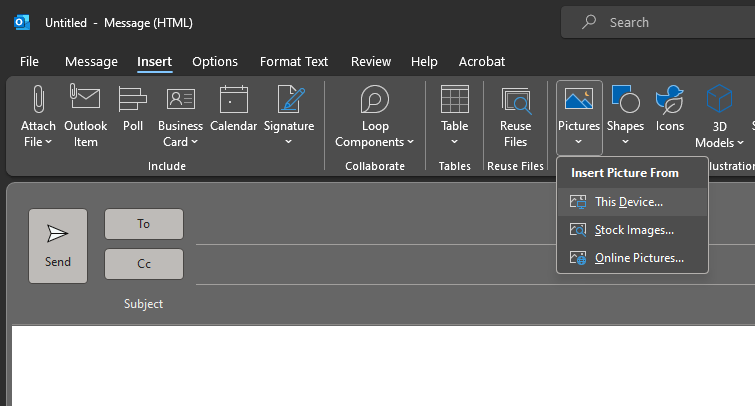 Untitled - Message (HTML)
Search
File Message Insert Options Format Text Review Help Acrobat
Attach File
Outlook Item
Poll
Business Card
Calendar
Signature
Loop Components
Table
Reuse Files
Pictures
Shapes
Icons
3D Models
Include
Collaborate
Tables
Reuse Files
Insert Picture From
This Device...
Stock Images...
Online Pictures...
Send
To
Cc
Subject